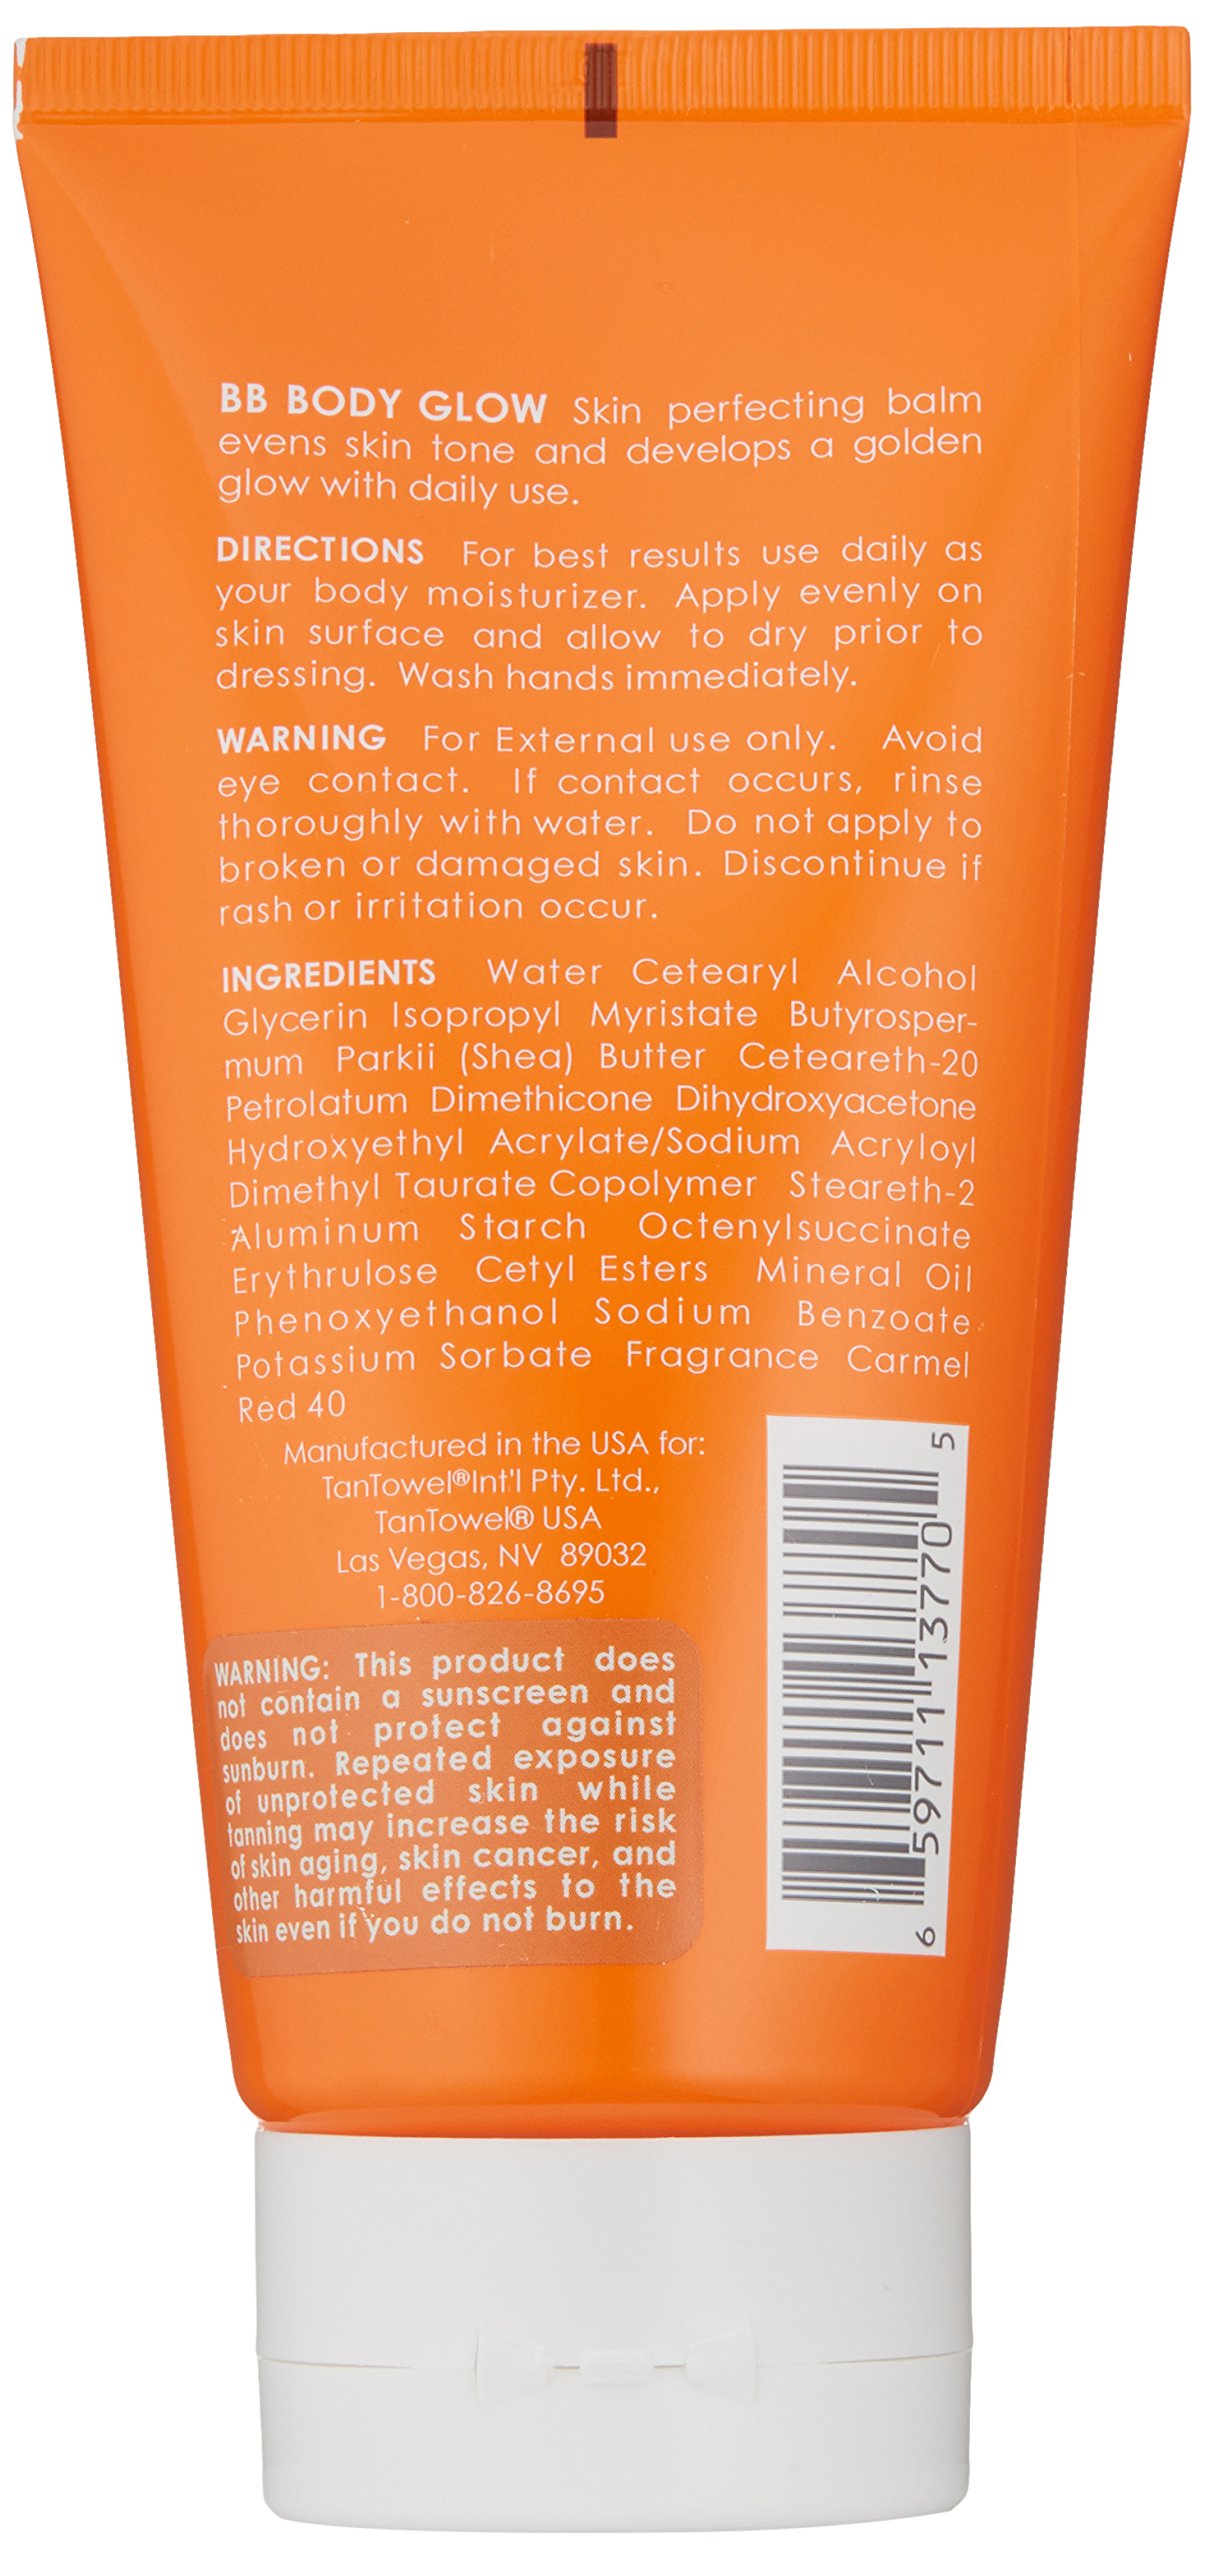 BB BODY GLOW Skin perfecting balm
evens skin tone and develops a golden
glow with daily use.
DIRECTIONS For best results use daily as
your body moisturizer. Apply evenly on
skin surface and allow to dry prior to
dressing. Wash hands immediately.
WARNING For External use only. Avoid
eye contact. If contact occurs, rinse
thoroughly with water. Do not apply to
broken or damaged skin. Discontinue if
rash or irritation occur.
INGREDIENTS Water Cetearyl Alcohol
Glycerin Isopropyl Myristate Butyrosper-
mum Parkii (Shea) Butter Ceteareth-20
Petrolatum Dimethicone Dihydroxyacetone
Hydroxyethyl Acrylate/Sodium Acryloyl
Dimethyl Taurate Copolymer Steareth-2
Aluminum Starch Octenylsuccinate
Erythrulose Cetyl Esters Mineral Oil
Phenoxyethanol Sodium Benzoate
Potassium Sorbate Fragrance Carmel
Red 40
Manufactured in the USA for:
TanTowel®Int'l Pty. Ltd.,
TanTowel® USA
Las Vegas, NV 89032
1-800-826-8695
WARNING: This product does
not contain a sunscreen and
does not protect against
sunburn. Repeated exposure
of unprotected skin while
tanning may increase the risk
of skin aging, skin cancer, and
other harmful effects to the
skin even if you do not burn.
6 59711 13770 5